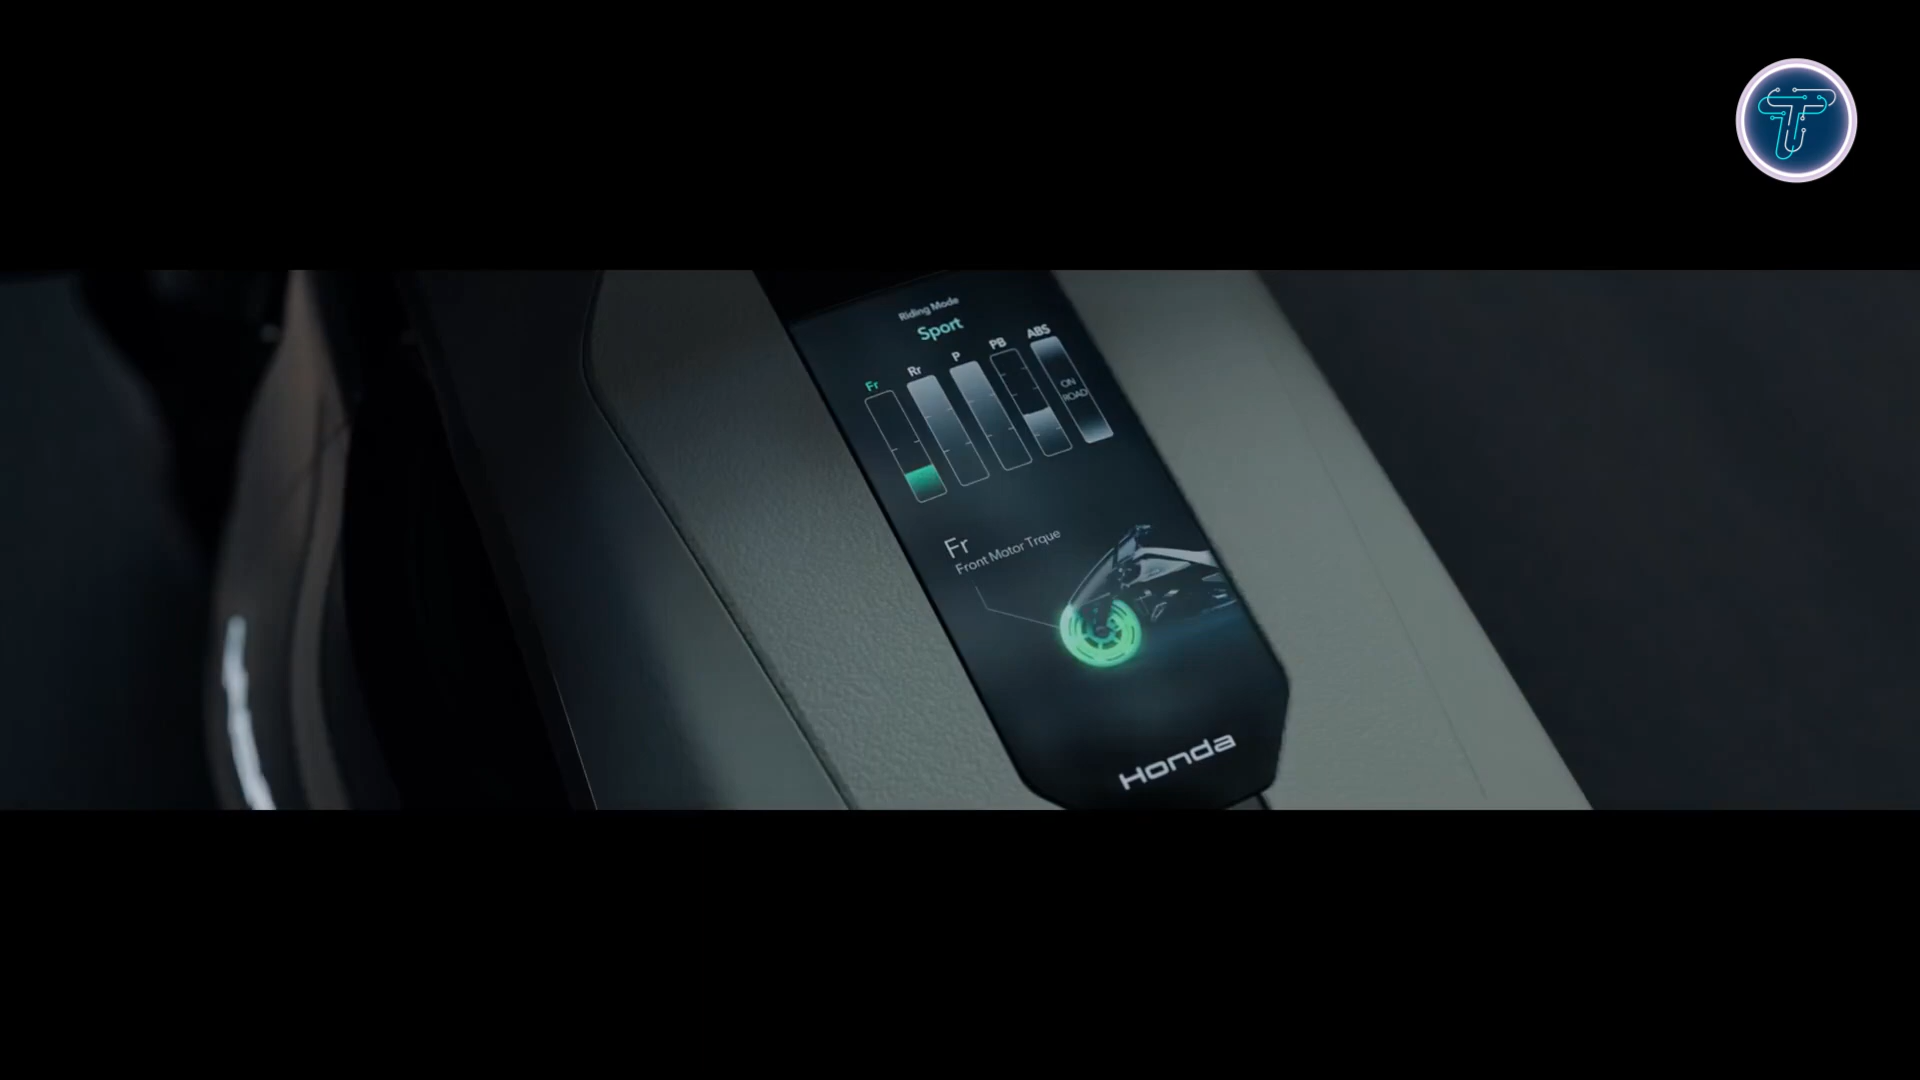 Riding Mode
Sport
Fr
Rr
P
PB
ABS
ON
ROAD
Fr
Front Motor Trque
Honda